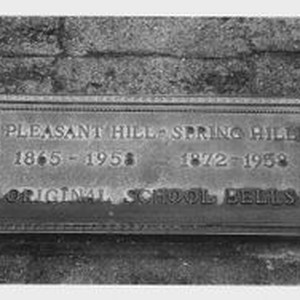 PLEASANT HILL - SPRING HILL
1865 - 1958 1872 - 1958
ORIGINAL SCHOOL BELLS